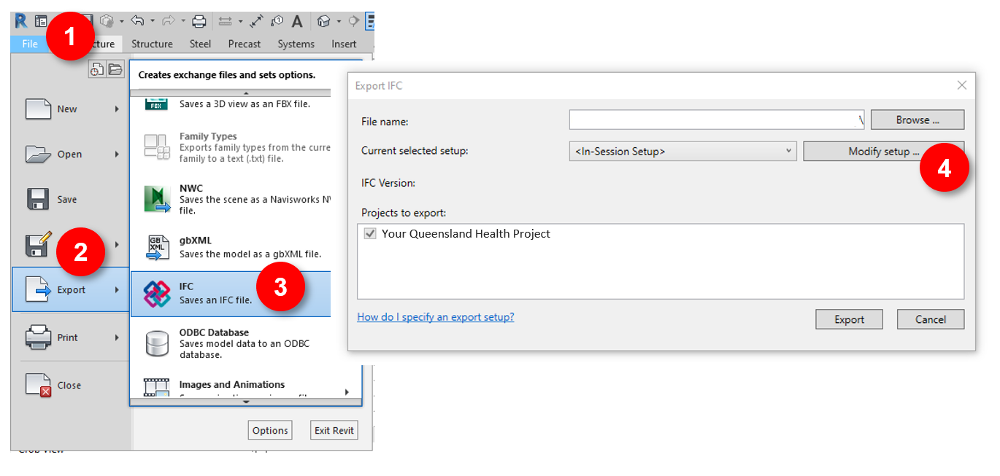 R
A
File
1
cture
Structure
Steel
Precast
Systems
Insert
Creates exchange files and sets options.
New
Open
Save
2
Export
Print
Close
FBX
Saves a 3D view as an FBX file.
Family Types
Exports family types from the curre
family to a text (.txt) file.
NWC
Saves the scene as a Navisworks N
file.
GB
XML
gbXML
Saves the model as a gbXML file.
IFC
Saves an IFC file.
3
ODBC Database
Saves model data to an ODBC
database.
Images and Animations
Options
Exit Revit
Export IFC
File name:
\
Browse ...
Current selected setup:
<In-Session Setup>
Modify setup ...
4
IFC Version:
Projects to export:
Your Queensland Health Project
How do I specify an export setup?
Export
Cancel